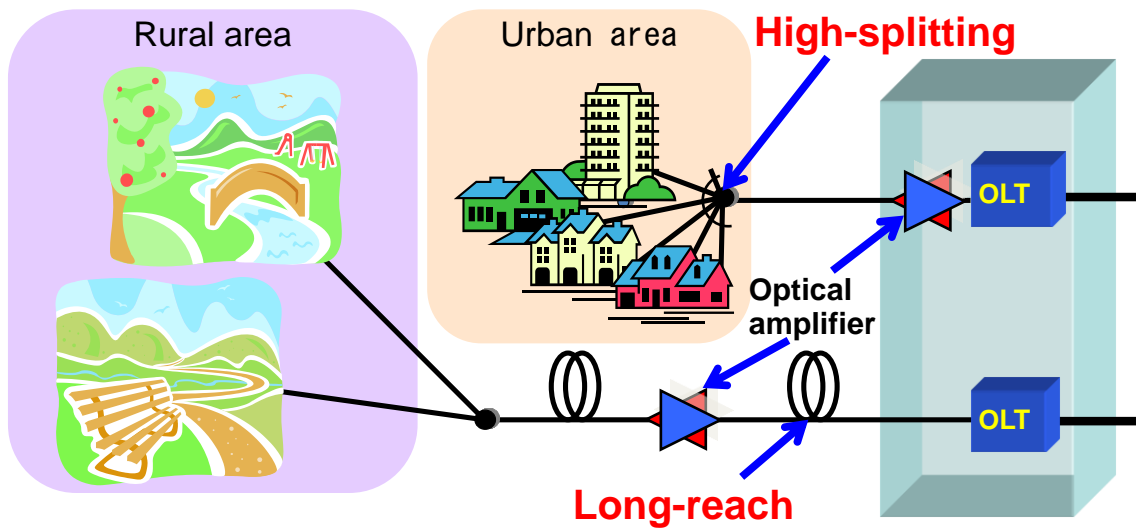 Rural area
Urban area
High-splitting
OLT
Optical
amplifier
OLT
Long-reach